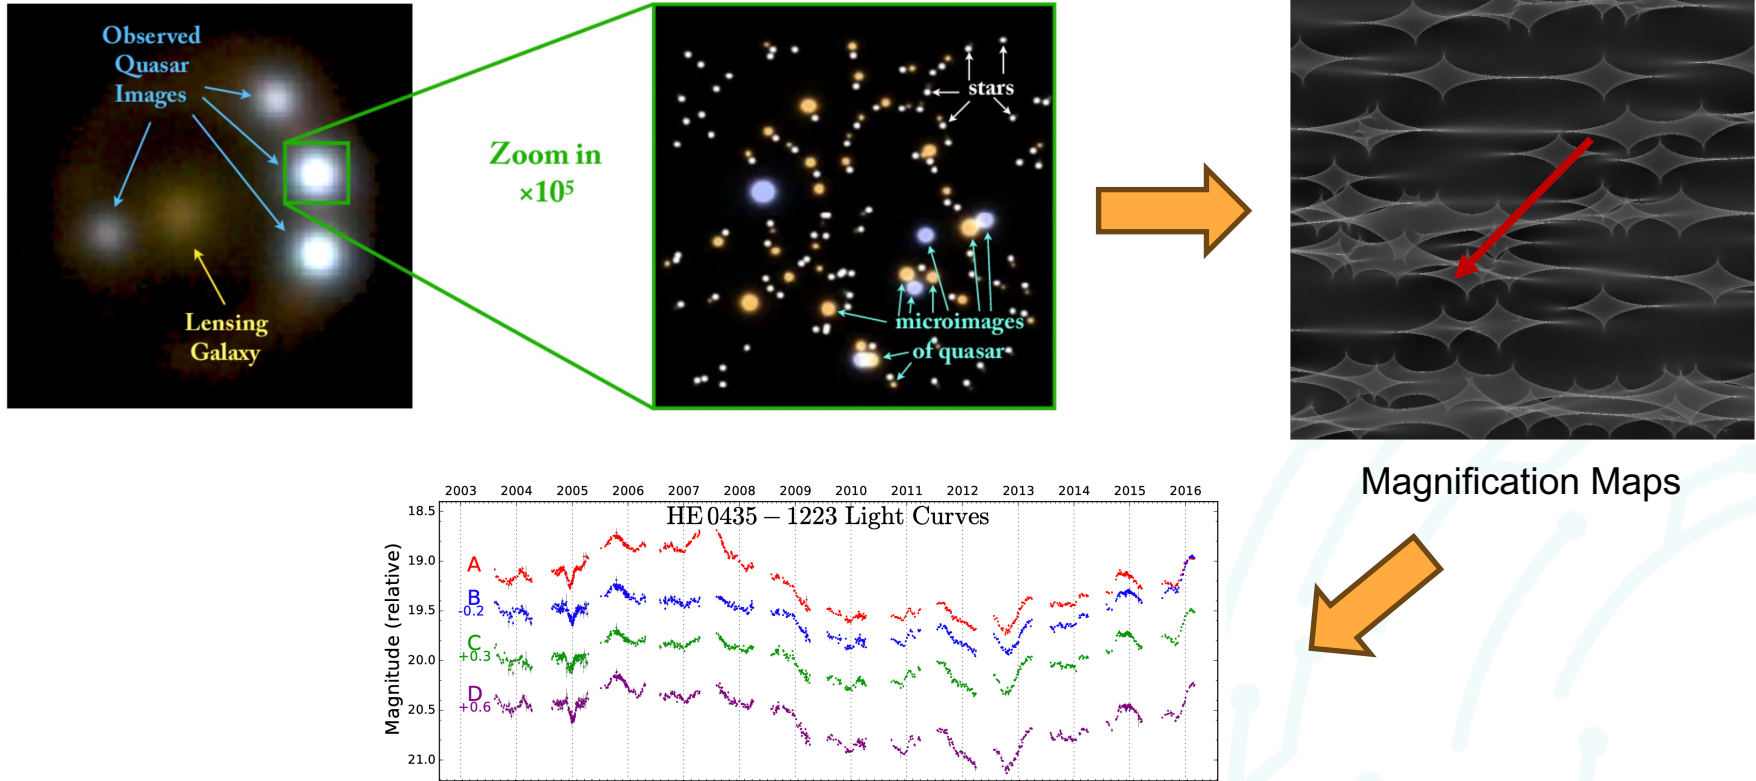 Observed
Quasar
Images
Lensing
Galaxy
Zoom in
×10⁵
stars
microimages
of quasar
Magnification Maps
2003 2004 2005 2006 2007 2008 2009 2010 2011 2012 2013 2014 2015 2016
HE 0435 − 1223 Light Curves
Magnitude (relative)
18.5
19.0
19.5
20.0
20.5
21.0
A
B
-0.2
C
+0.3
D
+0.6